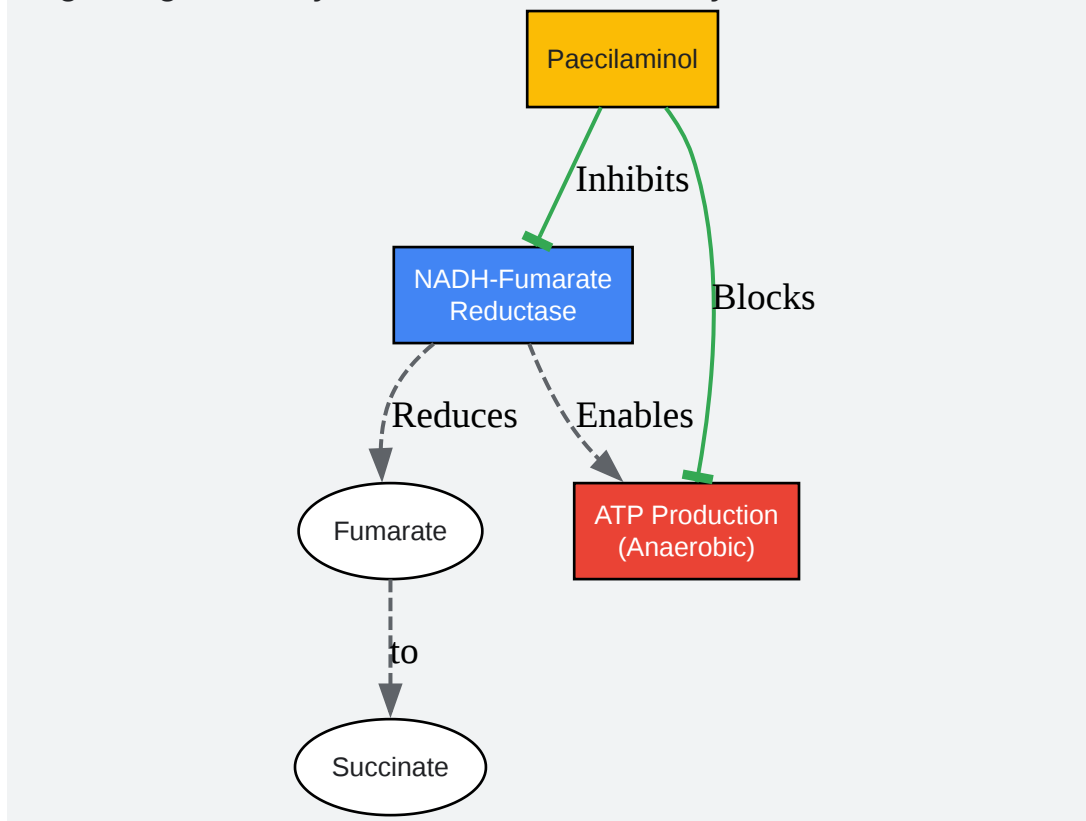 Paecilaminol
Inhibits
NADH-Fumarate
Reductase
Blocks
Reduces
Enables
ATP Production
(Anaerobic)
Fumarate
to
Succinate